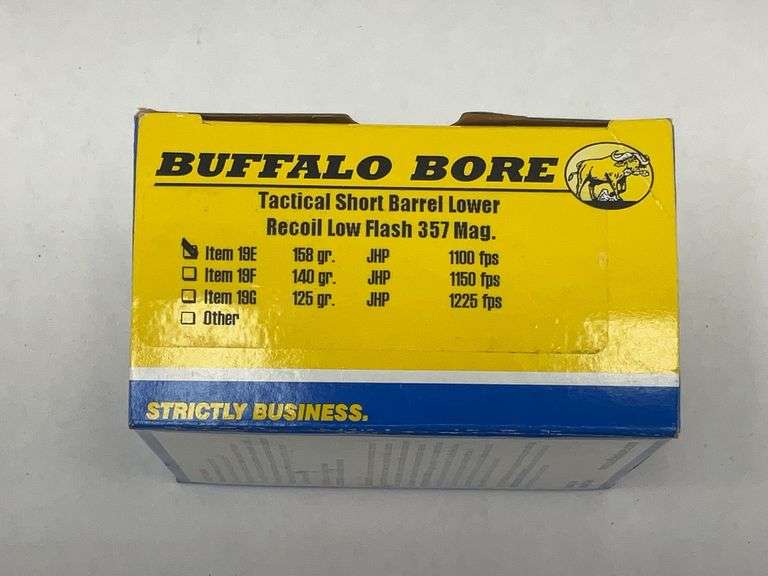 BUFFALO BORE
Tactical Short Barrel Lower
Recoil Low Flash 357 Mag.
Item 19E 158 gr. JHP 1100 fps
Item 19F 140 gr. JHP 1150 fps
Item 19G 125 gr. JHP 1225 fps
Other
STRICTLY BUSINESS.